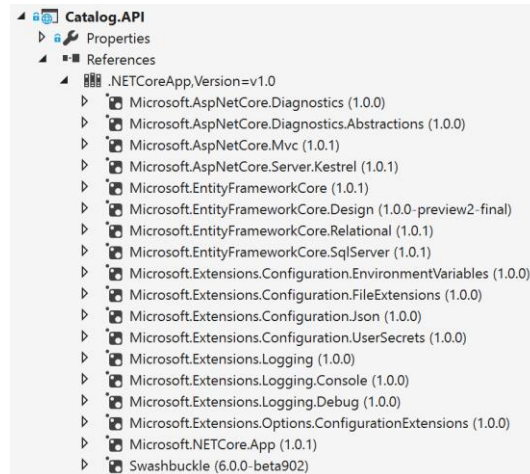 Catalog.API
Properties
References
.NETCoreApp,Version=v1.0
Microsoft.AspNetCore.Diagnostics (1.0.0)
Microsoft.AspNetCore.Diagnostics.Abstractions (1.0.0)
Microsoft.AspNetCore.Mvc (1.0.1)
Microsoft.AspNetCore.Server.Kestrel (1.0.1)
Microsoft.EntityFrameworkCore (1.0.1)
Microsoft.EntityFrameworkCore.Design (1.0.0-preview2-final)
Microsoft.EntityFrameworkCore.Relational (1.0.1)
Microsoft.EntityFrameworkCore.SqlServer (1.0.1)
Microsoft.Extensions.Configuration.EnvironmentVariables (1.0.0)
Microsoft.Extensions.Configuration.FileExtensions (1.0.0)
Microsoft.Extensions.Configuration.Json (1.0.0)
Microsoft.Extensions.Configuration.UserSecrets (1.0.0)
Microsoft.Extensions.Logging (1.0.0)
Microsoft.Extensions.Logging.Console (1.0.0)
Microsoft.Extensions.Logging.Debug (1.0.0)
Microsoft.Extensions.Options.ConfigurationExtensions (1.0.0)
Microsoft.NETCore.App (1.0.1)
Swashbuckle (6.0.0-beta902)